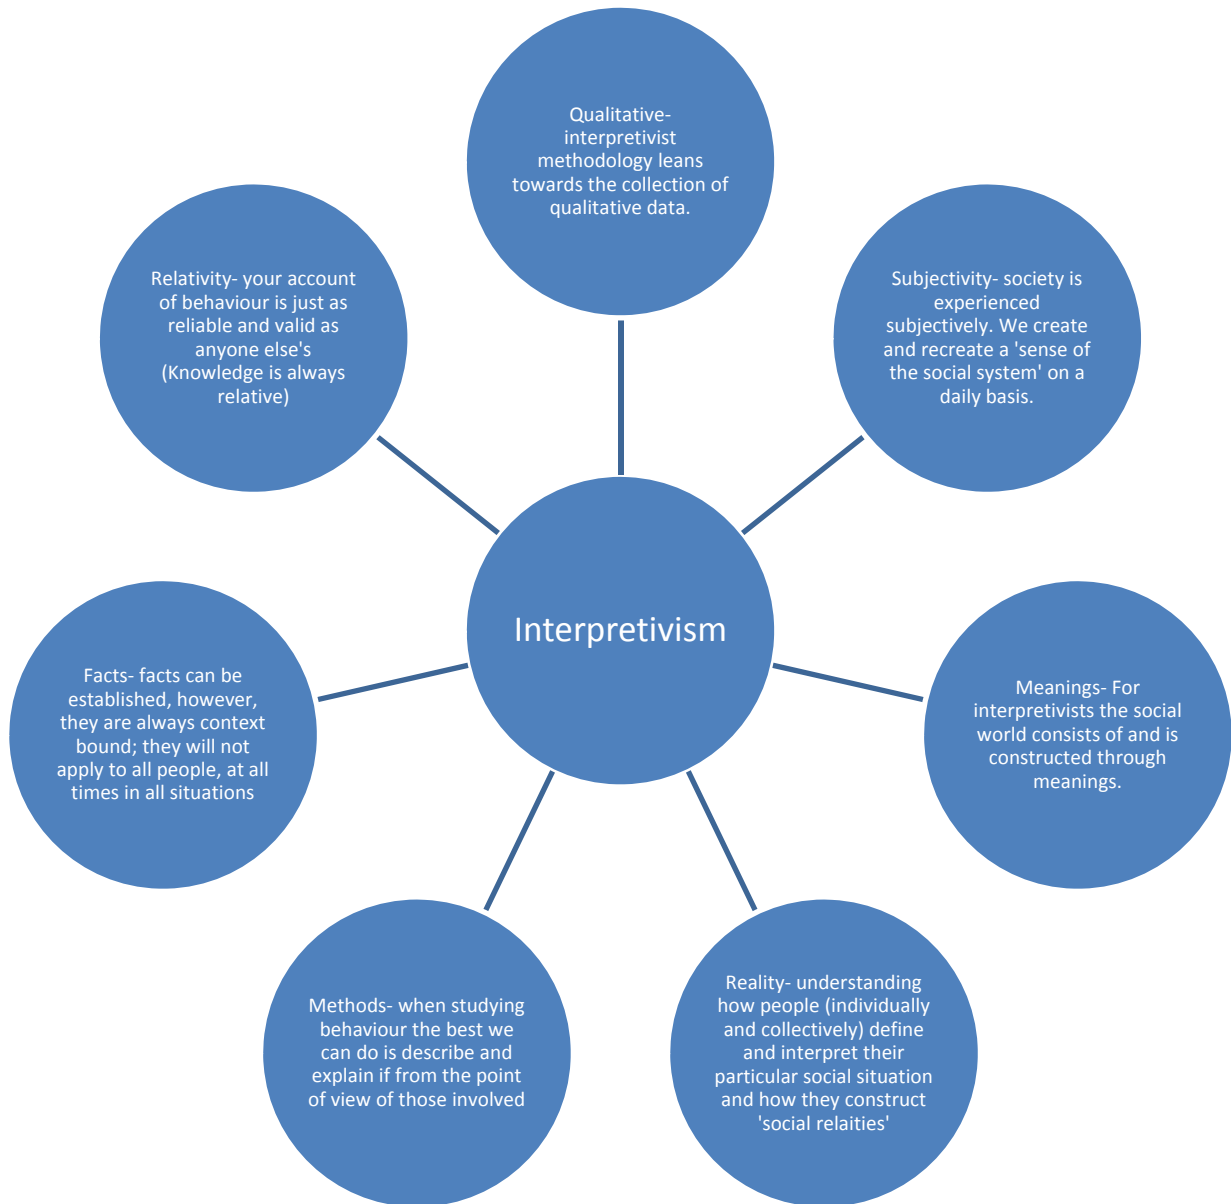 Qualitative-
interpretivist
methodology leans
towards the collection of
qualitative data.
Subjectivity- society is
experienced
subjectively. We create
and recreate a 'sense of
the social system' on a
daily basis.
Meanings- For
interpretivists the social
world consists of and is
constructed through
meanings.
Reality- understanding
how people (individually
and collectively) define
and interpret their
particular social situation
and how they construct
'social relaities'
Methods- when studying
behaviour the best we
can do is describe and
explain if from the point
of view of those involved
Facts- facts can be
established, however,
they are always context
bound; they will not
apply to all people, at all
times in all situations
Relativity- your account
of behaviour is just as
reliable and valid as
anyone else's
(Knowledge is always
relative)
Interpretivism